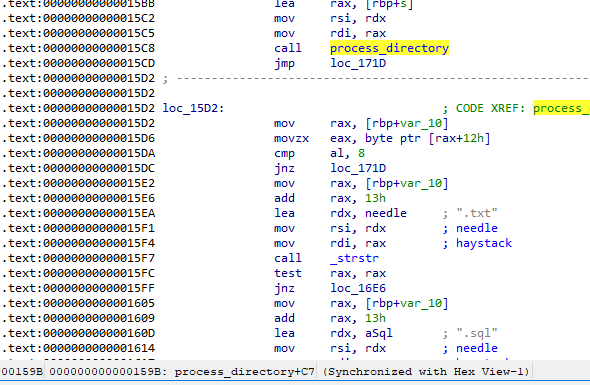 .text:00000000000015BB lea rax, [rbp+s]
.text:00000000000015C2 mov rsi, rdx
.text:00000000000015C5 mov rdi, rax
.text:00000000000015C8 call process_directory
.text:00000000000015CD jmp loc_171D
.text:00000000000015D2 ; -----------------------------------------------------------
.text:00000000000015D2
.text:00000000000015D2 loc_15D2: ; CODE XREF: process_
.text:00000000000015D2 mov rax, [rbp+var_10]
.text:00000000000015D6 movzx eax, byte ptr [rax+12h]
.text:00000000000015DA cmp al, 8
.text:00000000000015DC jnz loc_171D
.text:00000000000015E2 mov rax, [rbp+var_10]
.text:00000000000015E6 add rax, 13h
.text:00000000000015EA lea rdx, needle ; ".txt"
.text:00000000000015F1 mov rsi, rdx ; needle
.text:00000000000015F4 mov rdi, rax ; haystack
.text:00000000000015F7 call _strstr
.text:00000000000015FC test rax, rax
.text:00000000000015FF jnz loc_16E6
.text:0000000000001605 mov rax, [rbp+var_10]
.text:0000000000001609 add rax, 13h
.text:000000000000160D lea rdx, aSql ; ".sql"
.text:0000000000001614 mov rsi, rdx ; needle
00159B 000000000000159B: process_directory+C7 (Synchronized with Hex View-1)